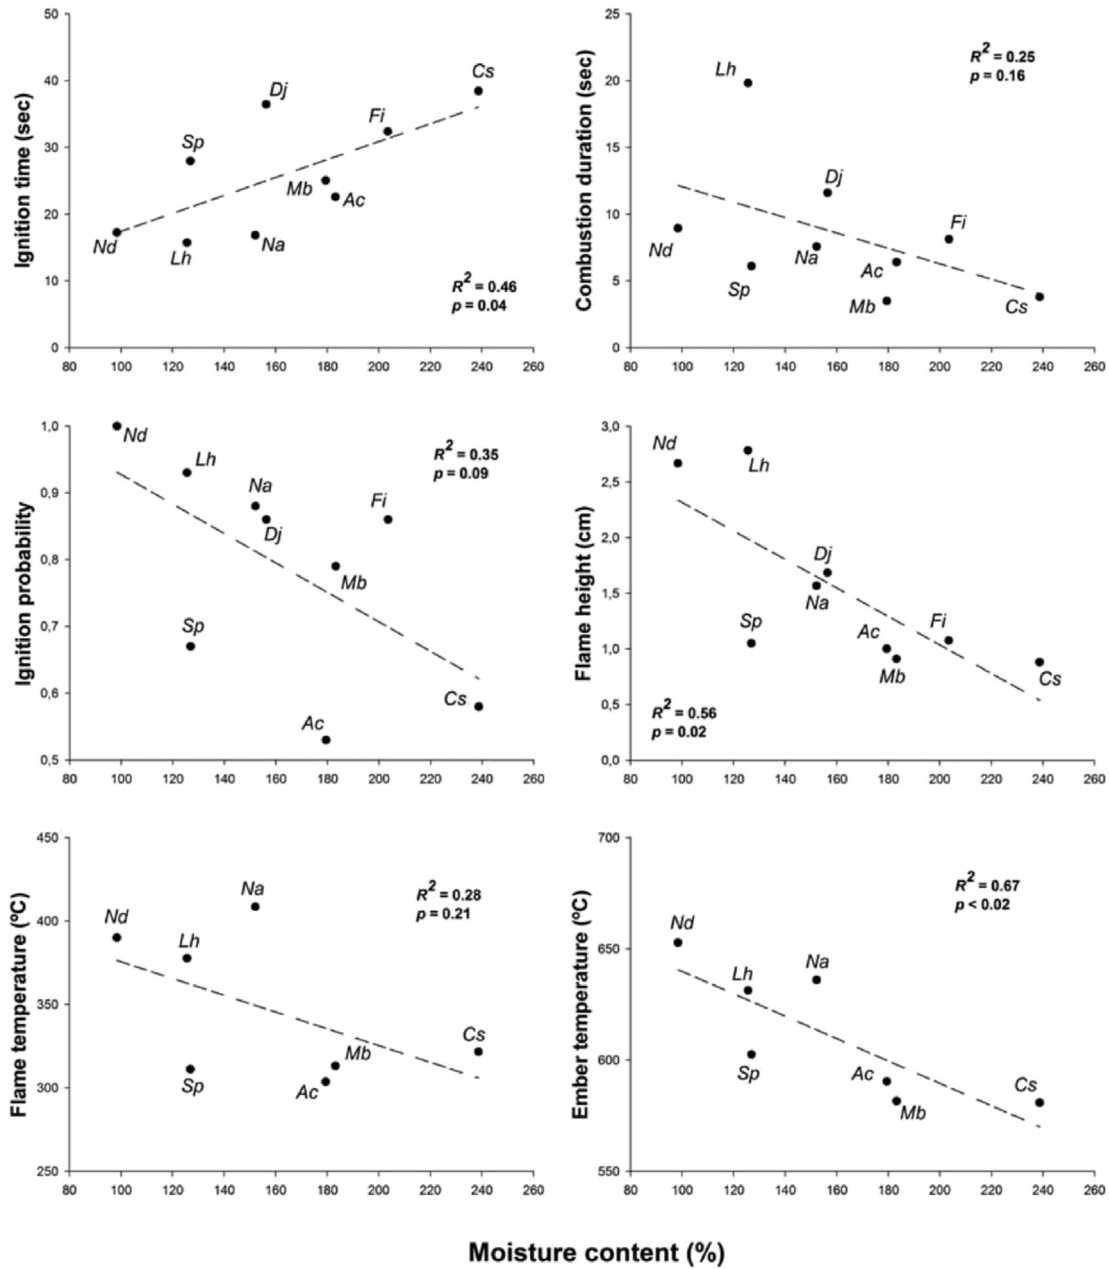 Ignition time (sec)
50
40
30
20
10
0
80 100 120 140 160 180 200 220 240 260
Nd
Sp
Lh
Dj
Na
Mb
Ac
Fi
Cs
R² = 0.46
p = 0.04
Combustion duration (sec)
25
20
15
10
5
0
80 100 120 140 160 180 200 220 240 260
Nd
Lh
Sp
Dj
Na
Ac
Mb
Fi
Cs
R² = 0.25
p = 0.16
Ignition probability
1,0
0,9
0,8
0,7
0,6
0,5
80 100 120 140 160 180 200 220 240 260
Nd
Lh
Sp
Na
Dj
Mb
Ac
Fi
Cs
R² = 0.35
p = 0.09
Flame height (cm)
3,0
2,5
2,0
1,5
1,0
0,5
0,0
80 100 120 140 160 180 200 220 240 260
Nd
Lh
Sp
Dj
Na
Ac
Mb
Fi
Cs
R² = 0.56
p = 0.02
Flame temperature (ºC)
450
400
350
300
250
80 100 120 140 160 180 200 220 240 260
Nd
Lh
Sp
Na
Ac
Mb
Cs
R² = 0.28
p = 0.21
Ember temperature (ºC)
700
650
600
550
80 100 120 140 160 180 200 220 240 260
Nd
Lh
Sp
Na
Ac
Mb
Cs
R² = 0.67
p < 0.02
Moisture content (%)